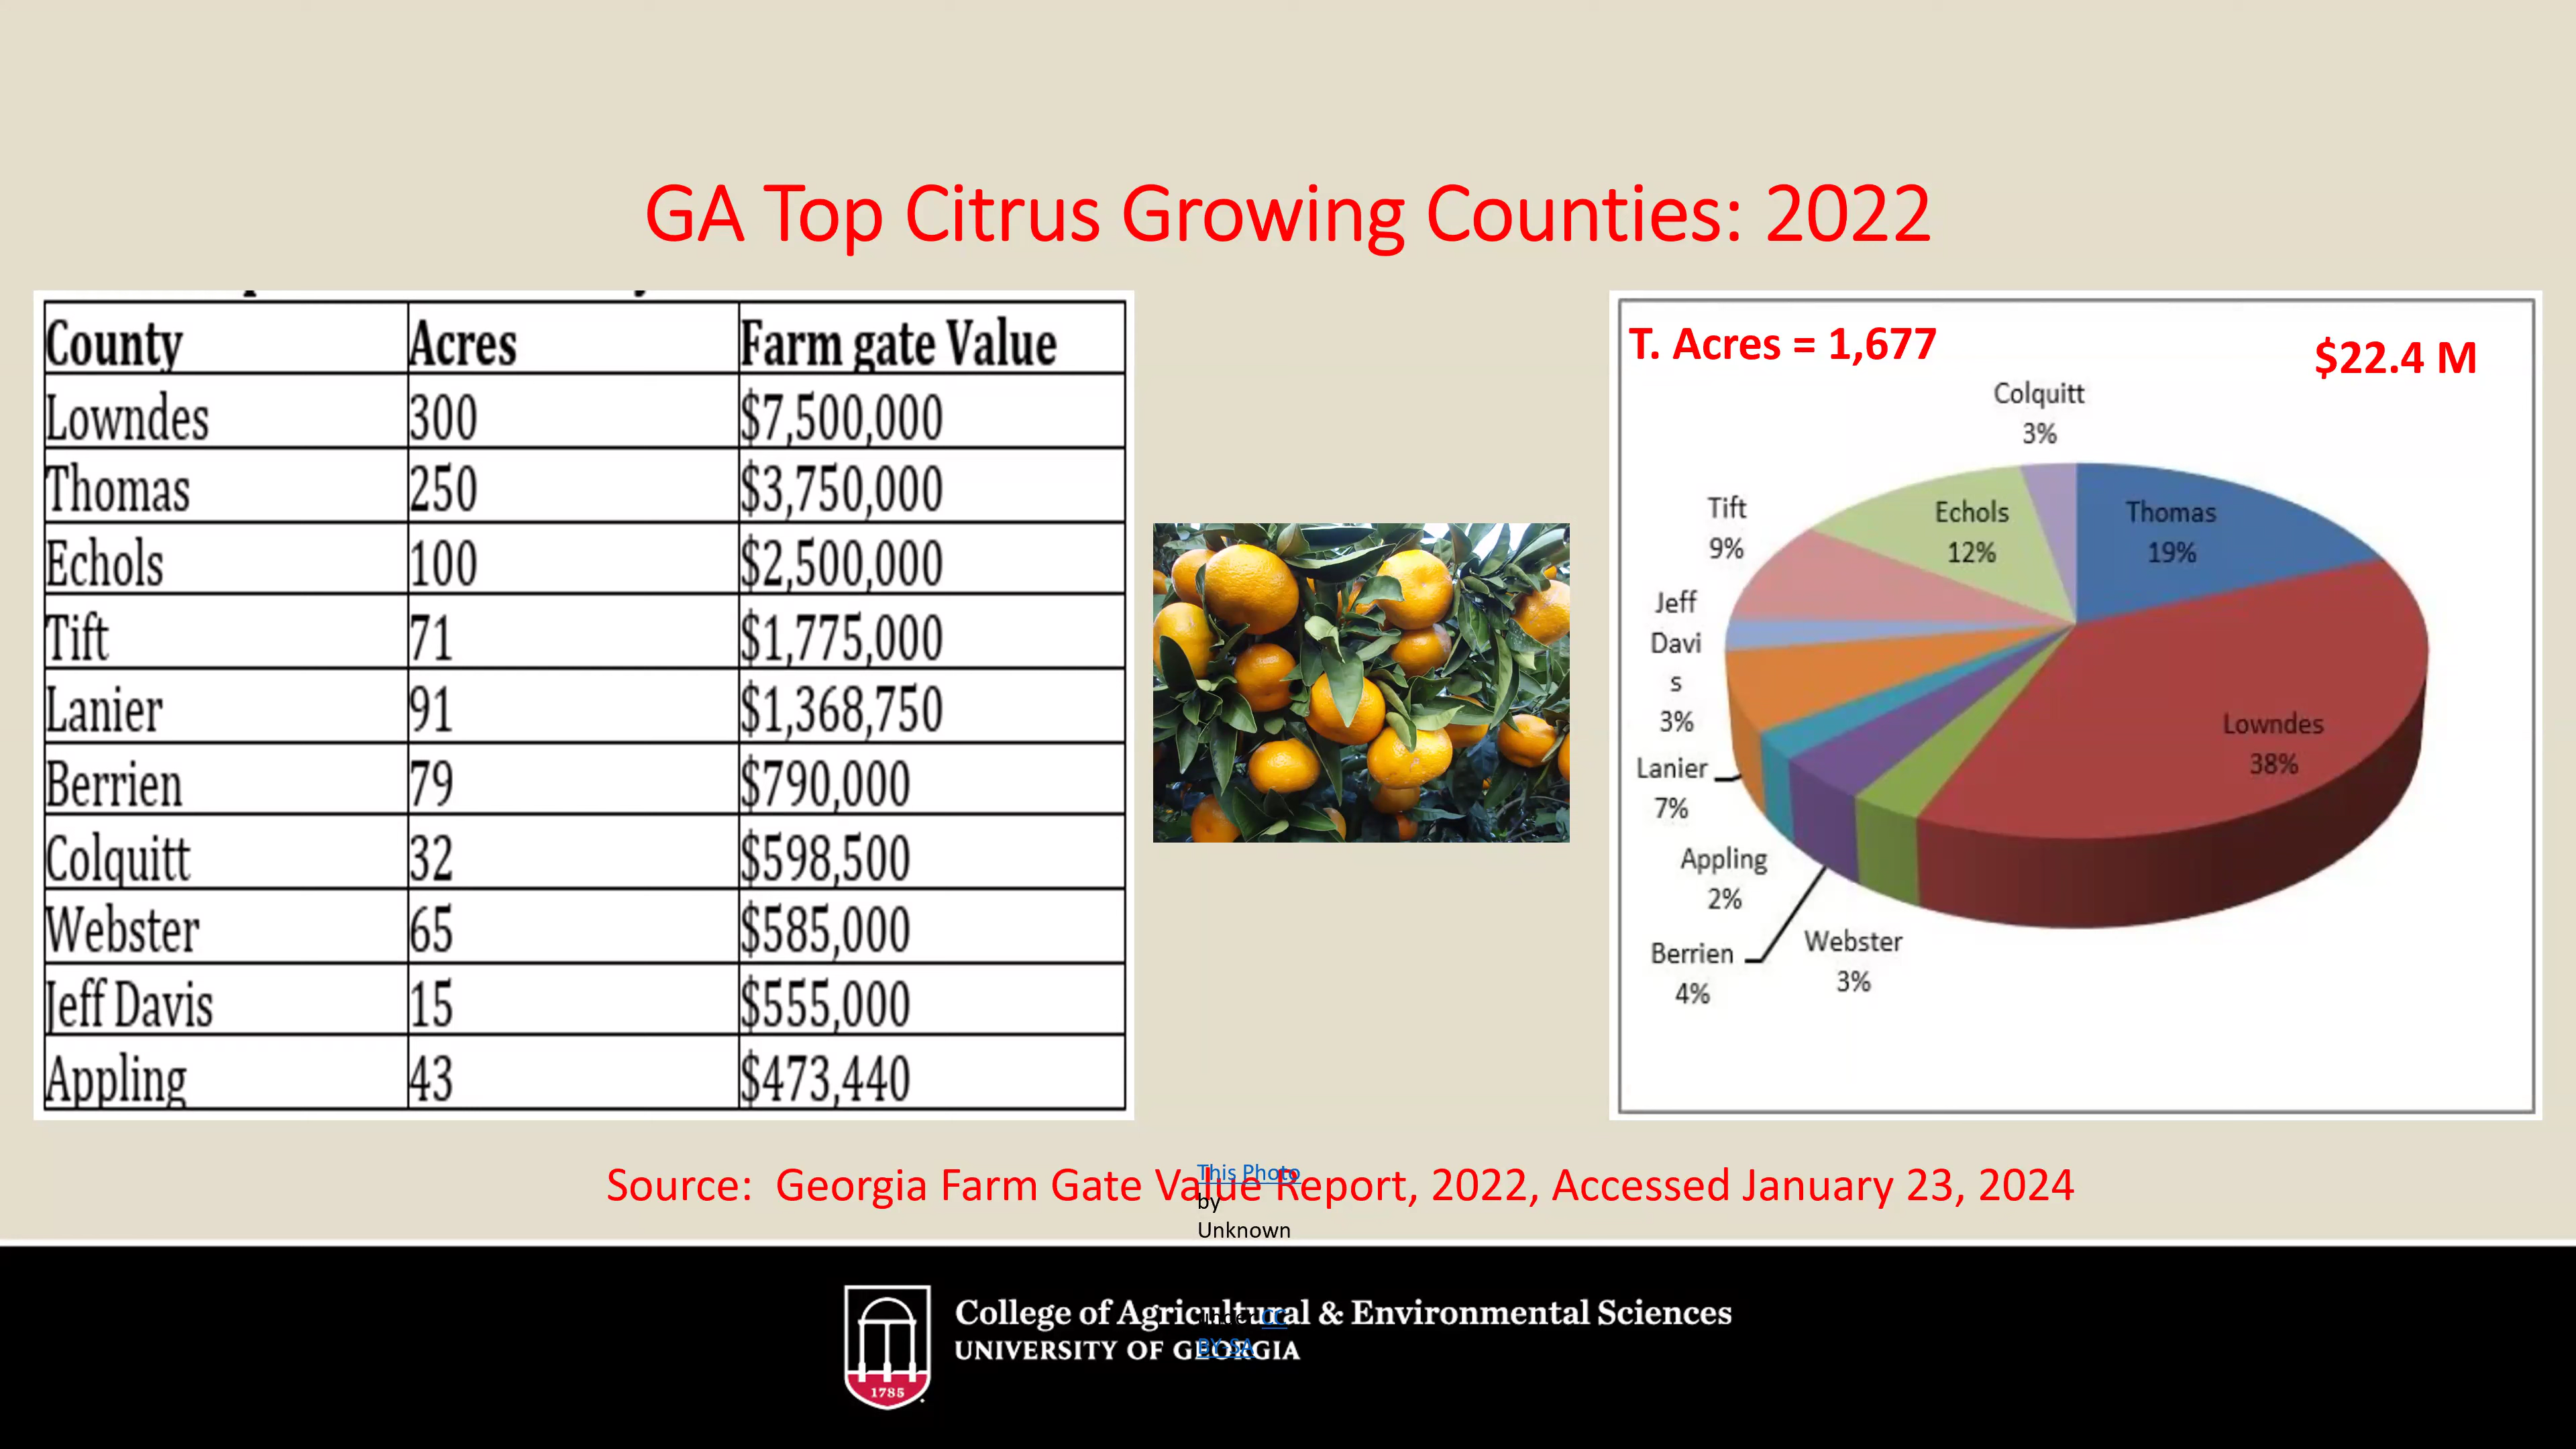 GA Top Citrus Growing Counties: 2022
County Acres Farm gate Value
Lowndes 300 $7,500,000
Thomas 250 $3,750,000
Echols 100 $2,500,000
Tift 71 $1,775,000
Lanier 91 $1,368,750
Berrien 79 $790,000
Colquitt 32 $598,500
Webster 65 $585,000
Jeff Davis 15 $555,000
Appling 43 $473,440
T. Acres = 1,677
$22.4 M
Colquitt
3%
Thomas
19%
Echols
12%
Tift
9%
Jeff
Davi
s
3%
Lowndes
38%
Lanier
7%
Appling
2%
Berrien
4%
Webster
3%
Source: Georgia Farm Gate Value Report, 2022, Accessed January 23, 2024
This Photo
by
Unknown
under CC
BY-SA
College of Agricultural & Environmental Sciences
UNIVERSITY OF GEORGIA
1785